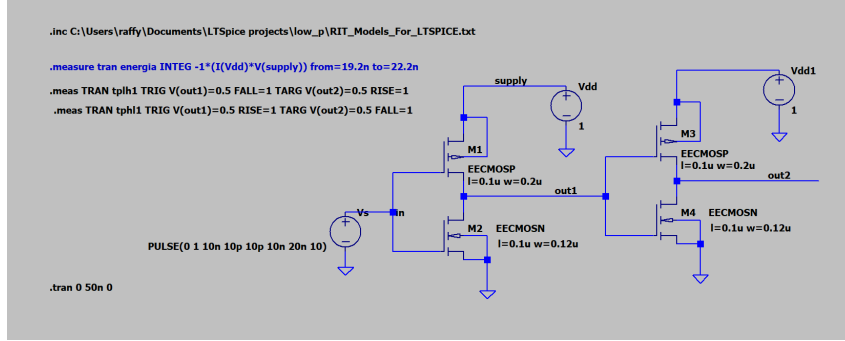 .inc C:\Users\raffy\Documents\LTSpice projects\low_p\RIT_Models_For_LTSPICE.txt
.measure tran energia INTEG -1*(I(Vdd)*V(supply)) from=19.2n to=22.2n
.meas TRAN tplh1 TRIG V(out1)=0.5 FALL=1 TARG V(out2)=0.5 RISE=1
.meas TRAN tphl1 TRIG V(out1)=0.5 RISE=1 TARG V(out2)=0.5 FALL=1
supply
Vdd
1
Vdd1
1
M1
EECMOSP
l=0.1u w=0.2u
M3
EECMOSP
l=0.1u w=0.2u
out1
out2
Vs
in
PULSE(0 1 10n 10p 10p 10n 20n 10)
M2
EECMOSN
l=0.1u w=0.12u
M4
EECMOSN
l=0.1u w=0.12u
.tran 0 50n 0